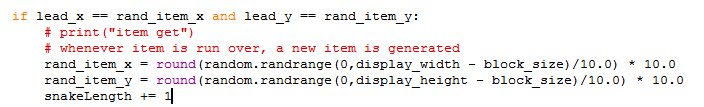 if lead_x == rand_item_x and lead_y == rand_item_y:
    # print("item get")
    # whenever item is run over, a new item is generated
    rand_item_x = round(random.randrange(0,display_width - block_size)/10.0) * 10.0
    rand_item_y = round(random.randrange(0,display_height - block_size)/10.0) * 10.0
    snakeLength += 1